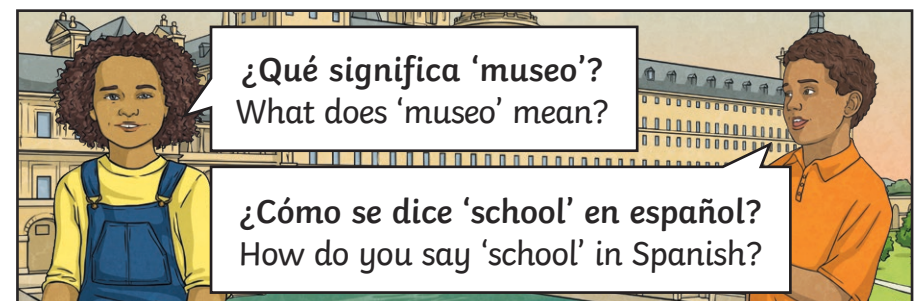 ¿Qué significa ‘museo’?
What does ‘museo’ mean?
¿Cómo se dice ‘school’ en español?
How do you say ‘school’ in Spanish?